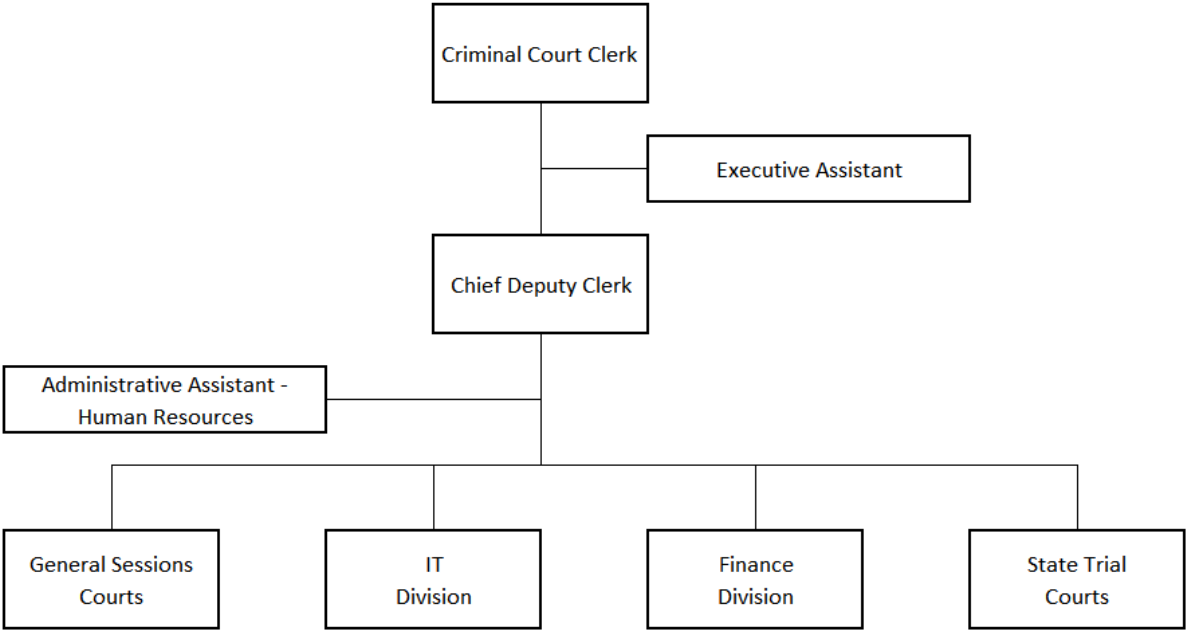 Criminal Court Clerk
Executive Assistant
Chief Deputy Clerk
Administrative Assistant -
Human Resources
General Sessions
Courts
IT
Division
Finance
Division
State Trial
Courts